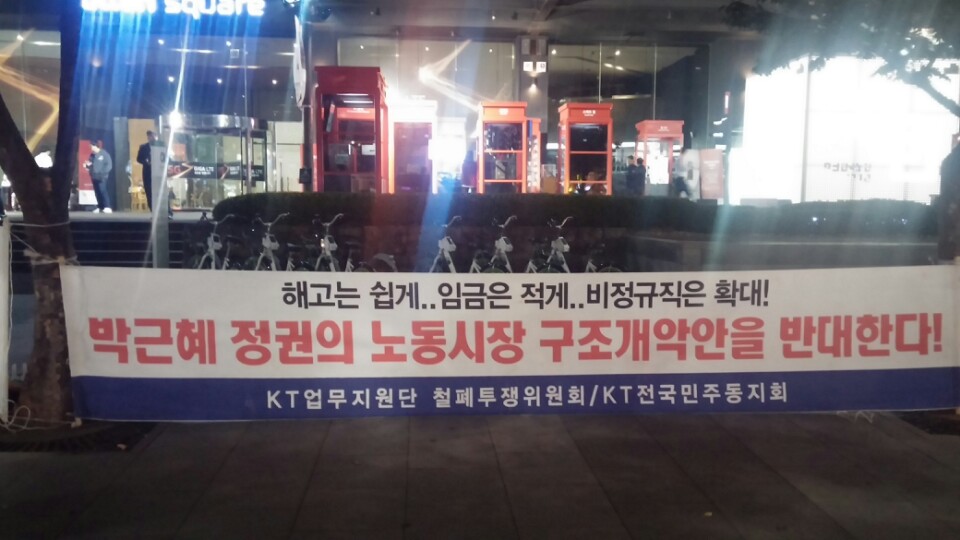 square
해고는 쉽게..임금은 적게..비정규직은 확대!
박근혜 정권의 노동시장 구조개악안을 반대한다!
KT업무지원단 철폐투쟁위원회/KT전국민주동지회